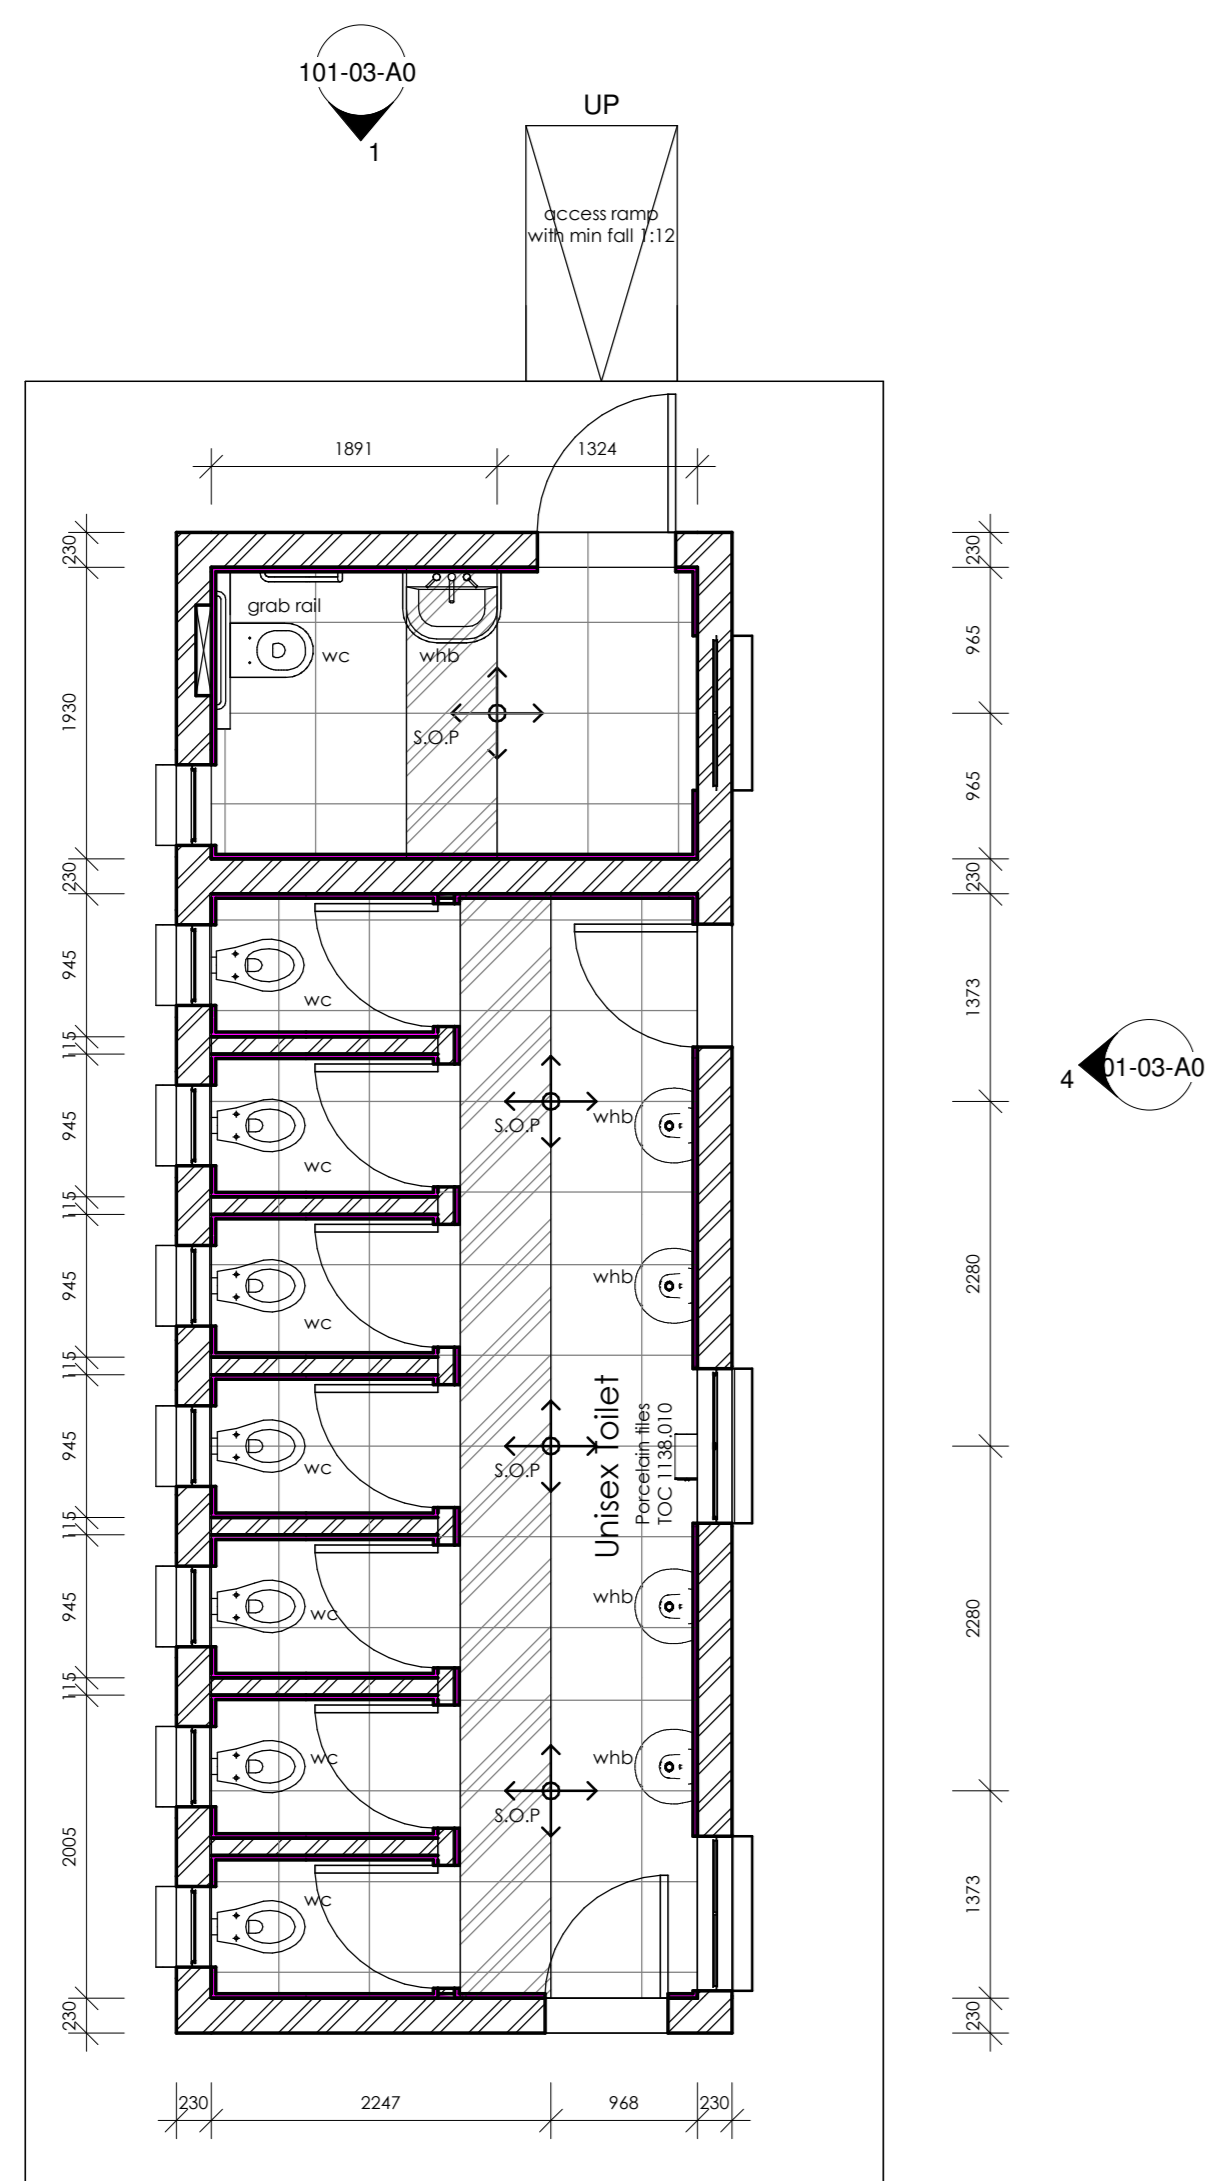 101-03-A0
1
UP
access ramp
with min fall 1:12
1891
1324
230
230
grab rail
wc
whb
965
1930
S.O.P
965
230
230
945
wc
1373
115
4
01-03-A0
945
wc
S.O.P
whb
115
945
wc
whb
2280
115
945
wc
S.O.P
Unisex Toilet
Porcelain tiles
TOC 1138.010
115
945
wc
whb
2280
115
wc
whb
S.O.P
2005
wc
1373
230
230
230
2247
968
230